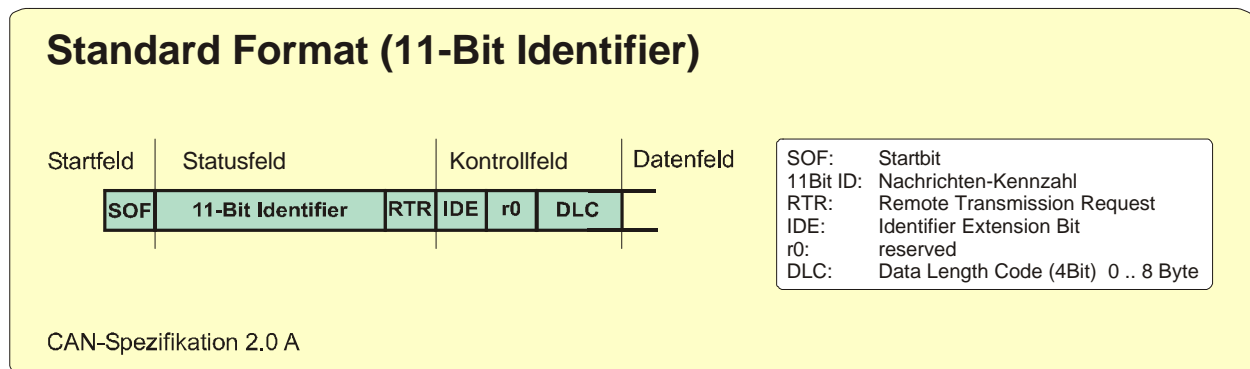 Standard Format (11-Bit Identifier)
Startfeld Statusfeld Kontrollfeld Datenfeld
SOF 11-Bit Identifier RTR IDE r0 DLC
SOF: Startbit
11Bit ID: Nachrichten-Kennzahl
RTR: Remote Transmission Request
IDE: Identifier Extension Bit
r0: reserved
DLC: Data Length Code (4Bit) 0 .. 8 Byte
CAN-Spezifikation 2.0 A